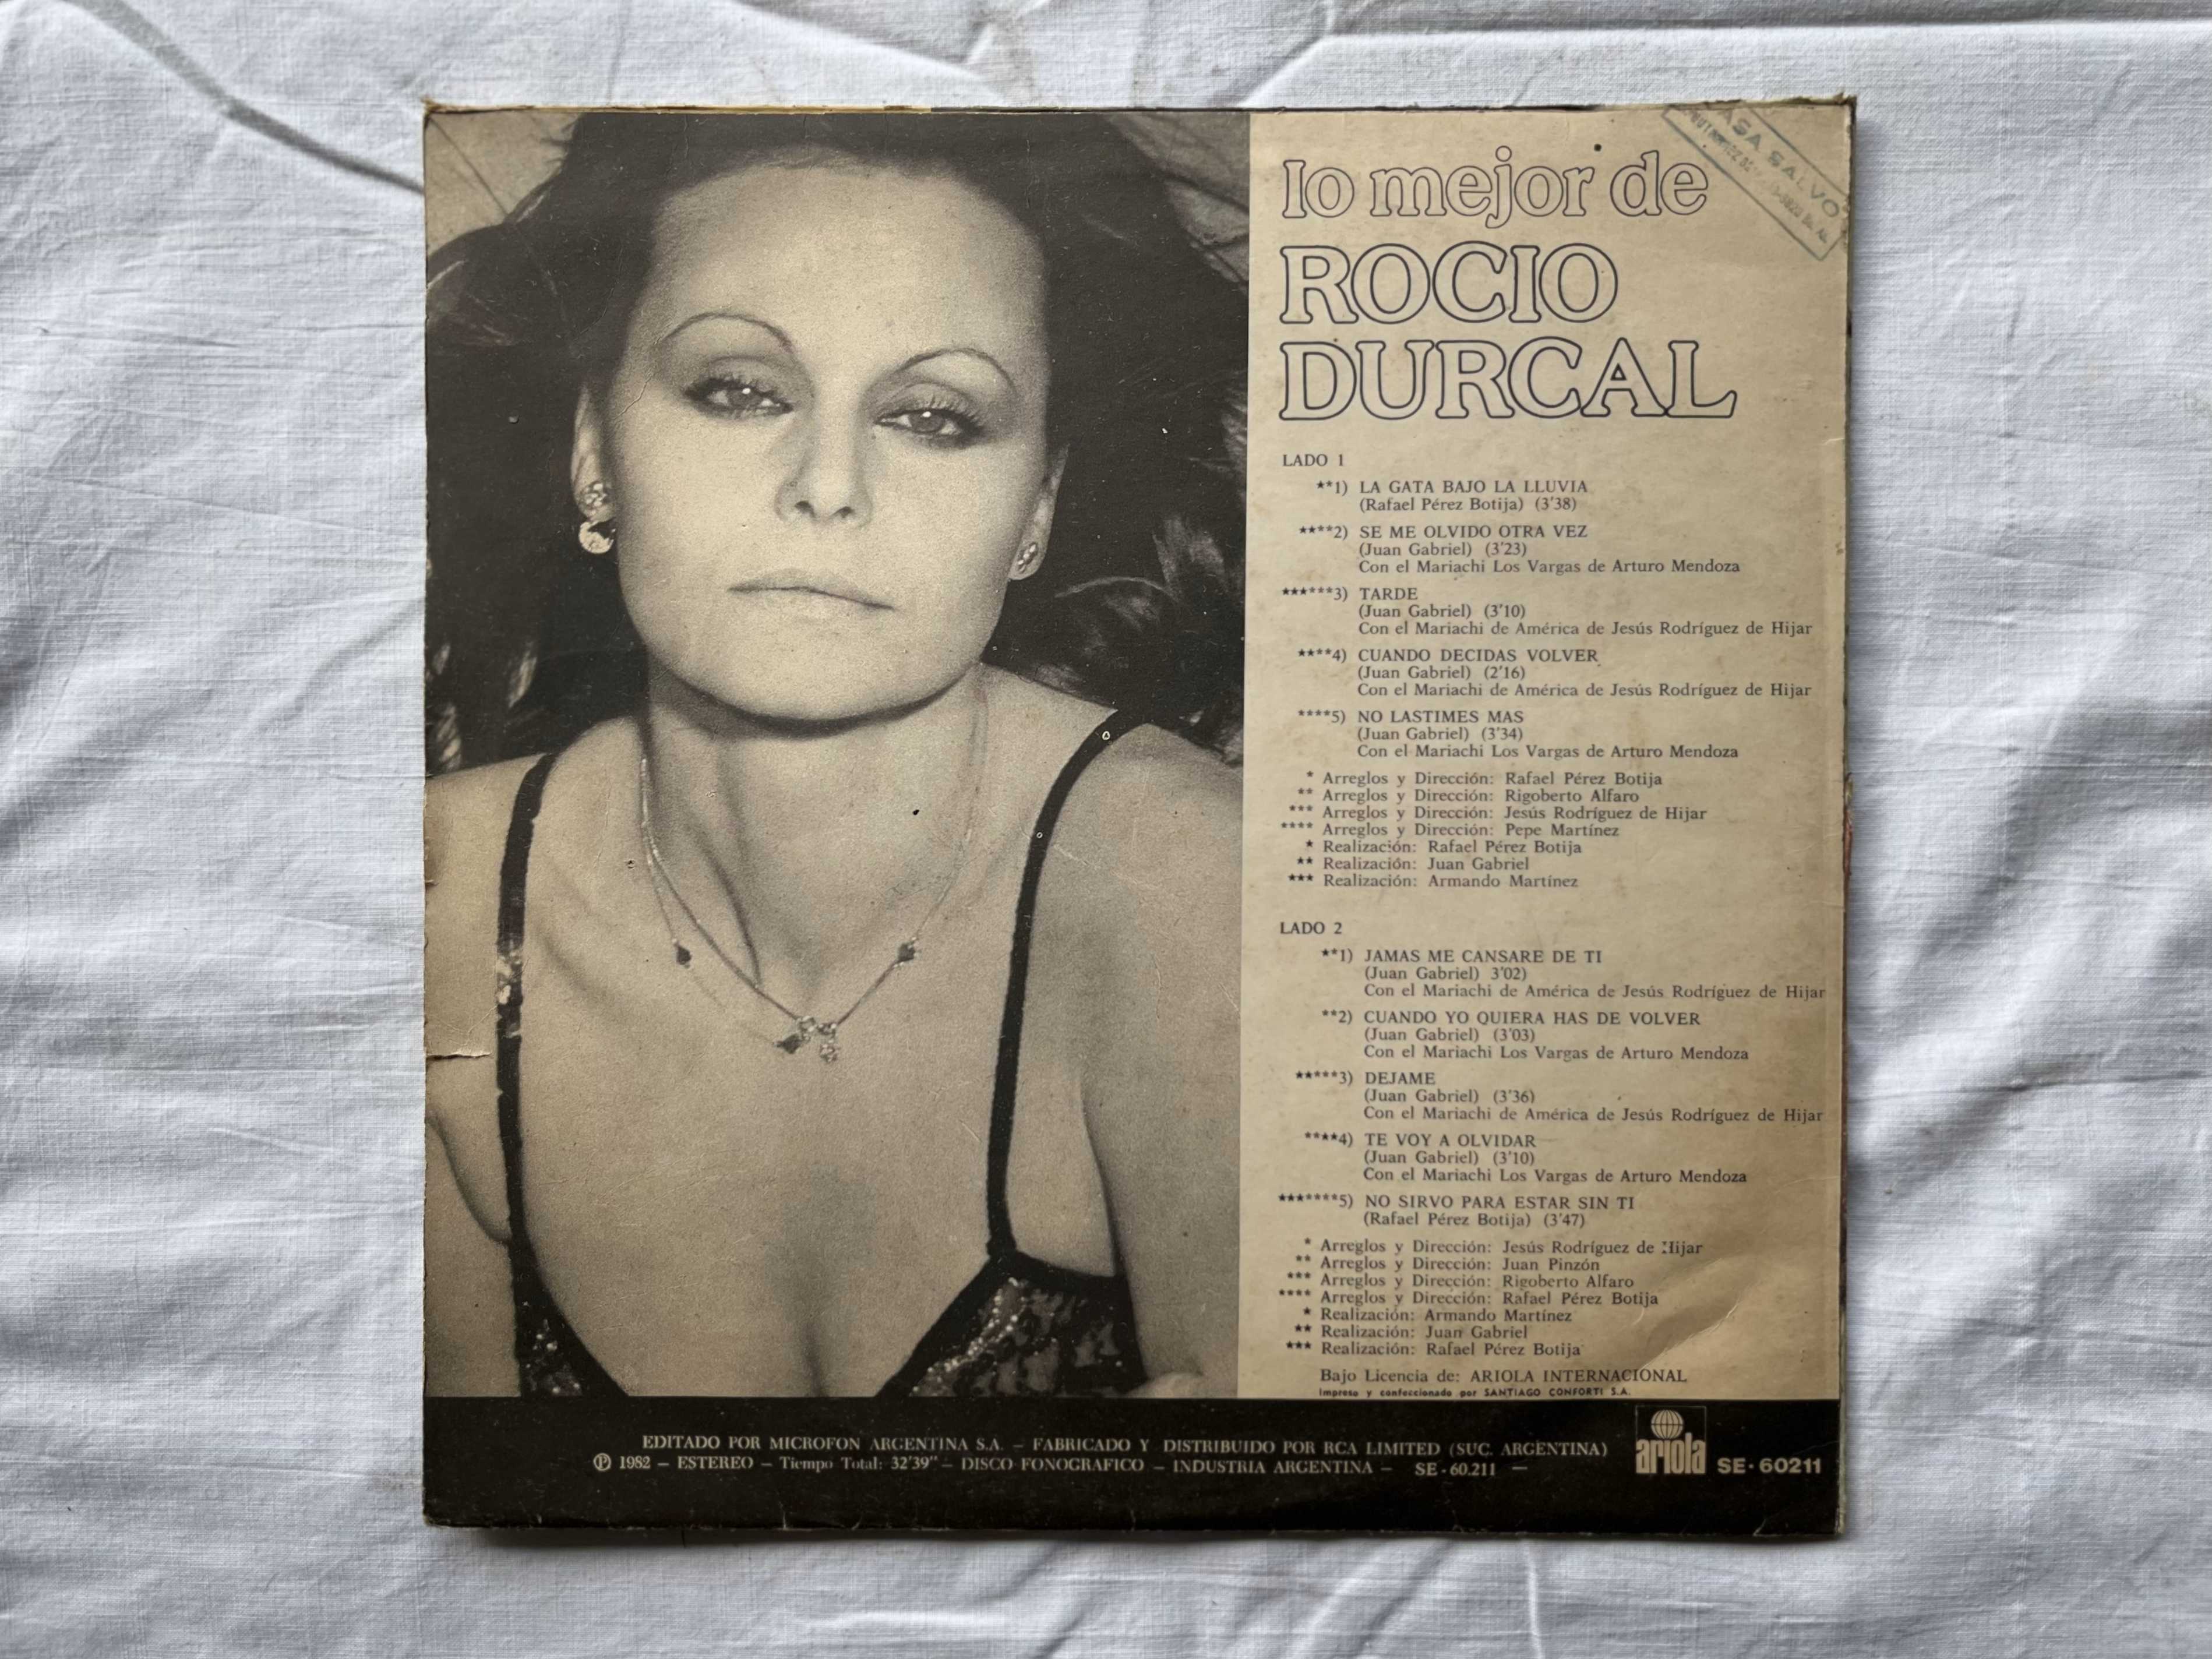 ASA SALVO
lo mejor de
ROCIO
DURCAL
LADO 1
**1) LA GATA BAJO LA LLUVIA
(Rafael Pérez Botija) (3'38)
****2) SE ME OLVIDO OTRA VEZ
(Juan Gabriel) (3'23)
Con el Mariachi Los Vargas de Arturo Mendoza
******3) TARDE
(Juan Gabriel) (3'10)
Con el Mariachi de América de Jesús Rodríguez de Hijar
****4) CUANDO DECIDAS VOLVER
(Juan Gabriel) (2'16)
Con el Mariachi de América de Jesús Rodríguez de Hijar
****5) NO LASTIMES MAS
(Juan Gabriel) (3'34)
Con el Mariachi Los Vargas de Arturo Mendoza
* Arreglos y Dirección: Rafael Pérez Botija
** Arreglos y Dirección: Rigoberto Alfaro
*** Arreglos y Dirección: Jesús Rodríguez de Hijar
**** Arreglos y Dirección: Pepe Martínez
* Realización: Rafael Pérez Botija
** Realización: Juan Gabriel
*** Realización: Armando Martínez
LADO 2
**1) JAMAS ME CANSARE DE TI
(Juan Gabriel) 3'02)
Con el Mariachi de América de Jesús Rodríguez de Hijar
**2) CUANDO YO QUIERA HAS DE VOLVER
(Juan Gabriel) (3'03)
Con el Mariachi Los Vargas de Arturo Mendoza
*****3) DEJAME
(Juan Gabriel) (3'36)
Con el Mariachi de América de Jesús Rodríguez de Hijar
****4) TE VOY A OLVIDAR
(Juan Gabriel) (3'10)
Con el Mariachi Los Vargas de Arturo Mendoza
*******5) NO SIRVO PARA ESTAR SIN TI
(Rafael Pérez Botija) (3'47)
* Arreglos y Dirección: Jesús Rodríguez de Hijar
** Arreglos y Dirección: Juan Pinzón
*** Arreglos y Dirección: Rigoberto Alfaro
**** Arreglos y Dirección: Rafael Pérez Botija
* Realización: Armando Martínez
** Realización: Juan Gabriel
*** Realización: Rafael Pérez Botija
Bajo Licencia de: ARIOLA INTERNACIONAL
Impreso y confeccionado por SANTIAGO CONFORTI S.A.
EDITADO POR MICROFON ARGENTINA S.A. – FABRICADO Y DISTRIBUIDO POR RCA LIMITED (SUC. ARGENTINA)
℗ 1982 – ESTEREO – Tiempo Total: 32'39" – DISCO FONOGRAFICO – INDUSTRIA ARGENTINA – SE - 60.211 –
ariola SE·60211